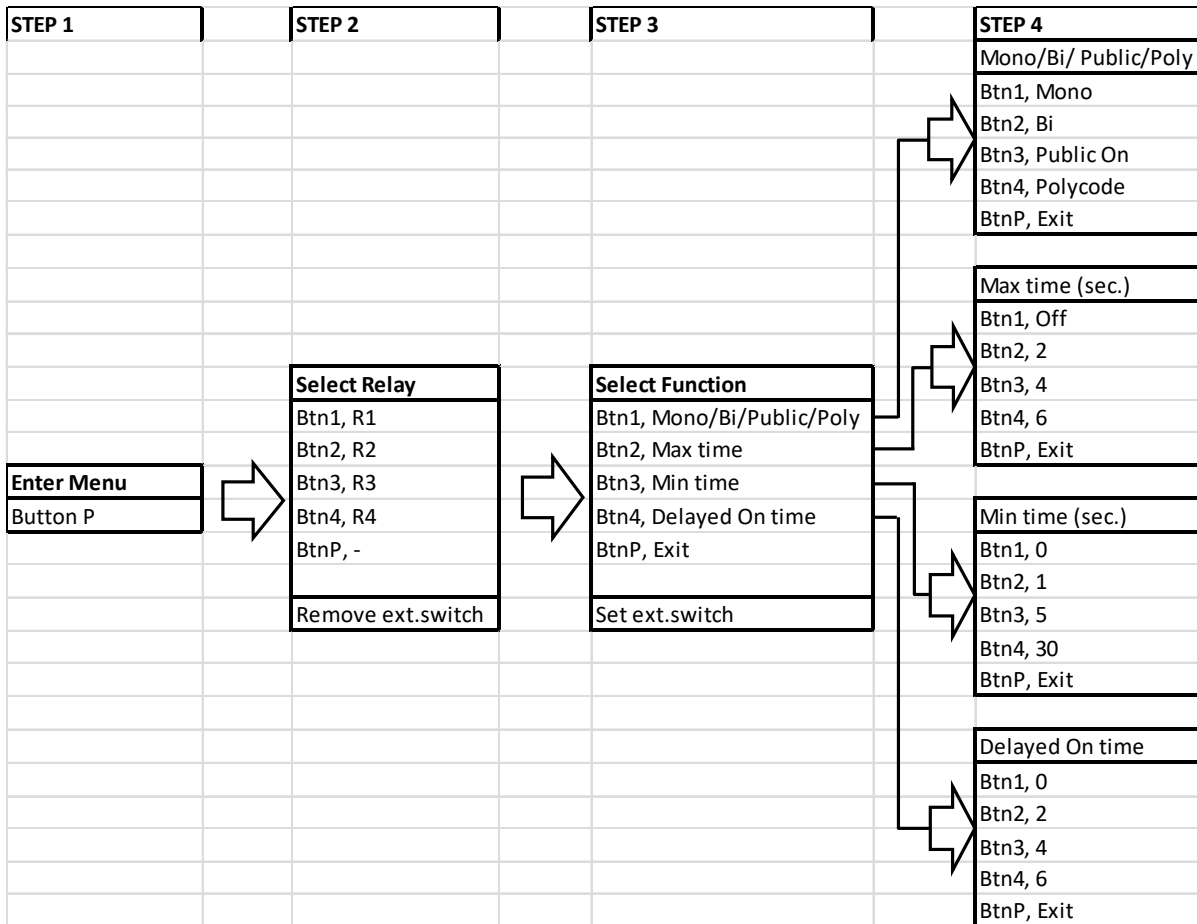 STEP 1
STEP 2
STEP 3
STEP 4
Enter Menu
Button P
Select Relay
Btn1, R1
Btn2, R2
Btn3, R3
Btn4, R4
BtnP, -
Remove ext.switch
Select Function
Btn1, Mono/Bi/Public/Poly
Btn2, Max time
Btn3, Min time
Btn4, Delayed On time
BtnP, Exit
Set ext.switch
Mono/Bi/ Public/Poly
Btn1, Mono
Btn2, Bi
Btn3, Public On
Btn4, Polycode
BtnP, Exit
Max time (sec.)
Btn1, Off
Btn2, 2
Btn3, 4
Btn4, 6
BtnP, Exit
Min time (sec.)
Btn1, 0
Btn2, 1
Btn3, 5
Btn4, 30
BtnP, Exit
Delayed On time
Btn1, 0
Btn2, 2
Btn3, 4
Btn4, 6
BtnP, Exit